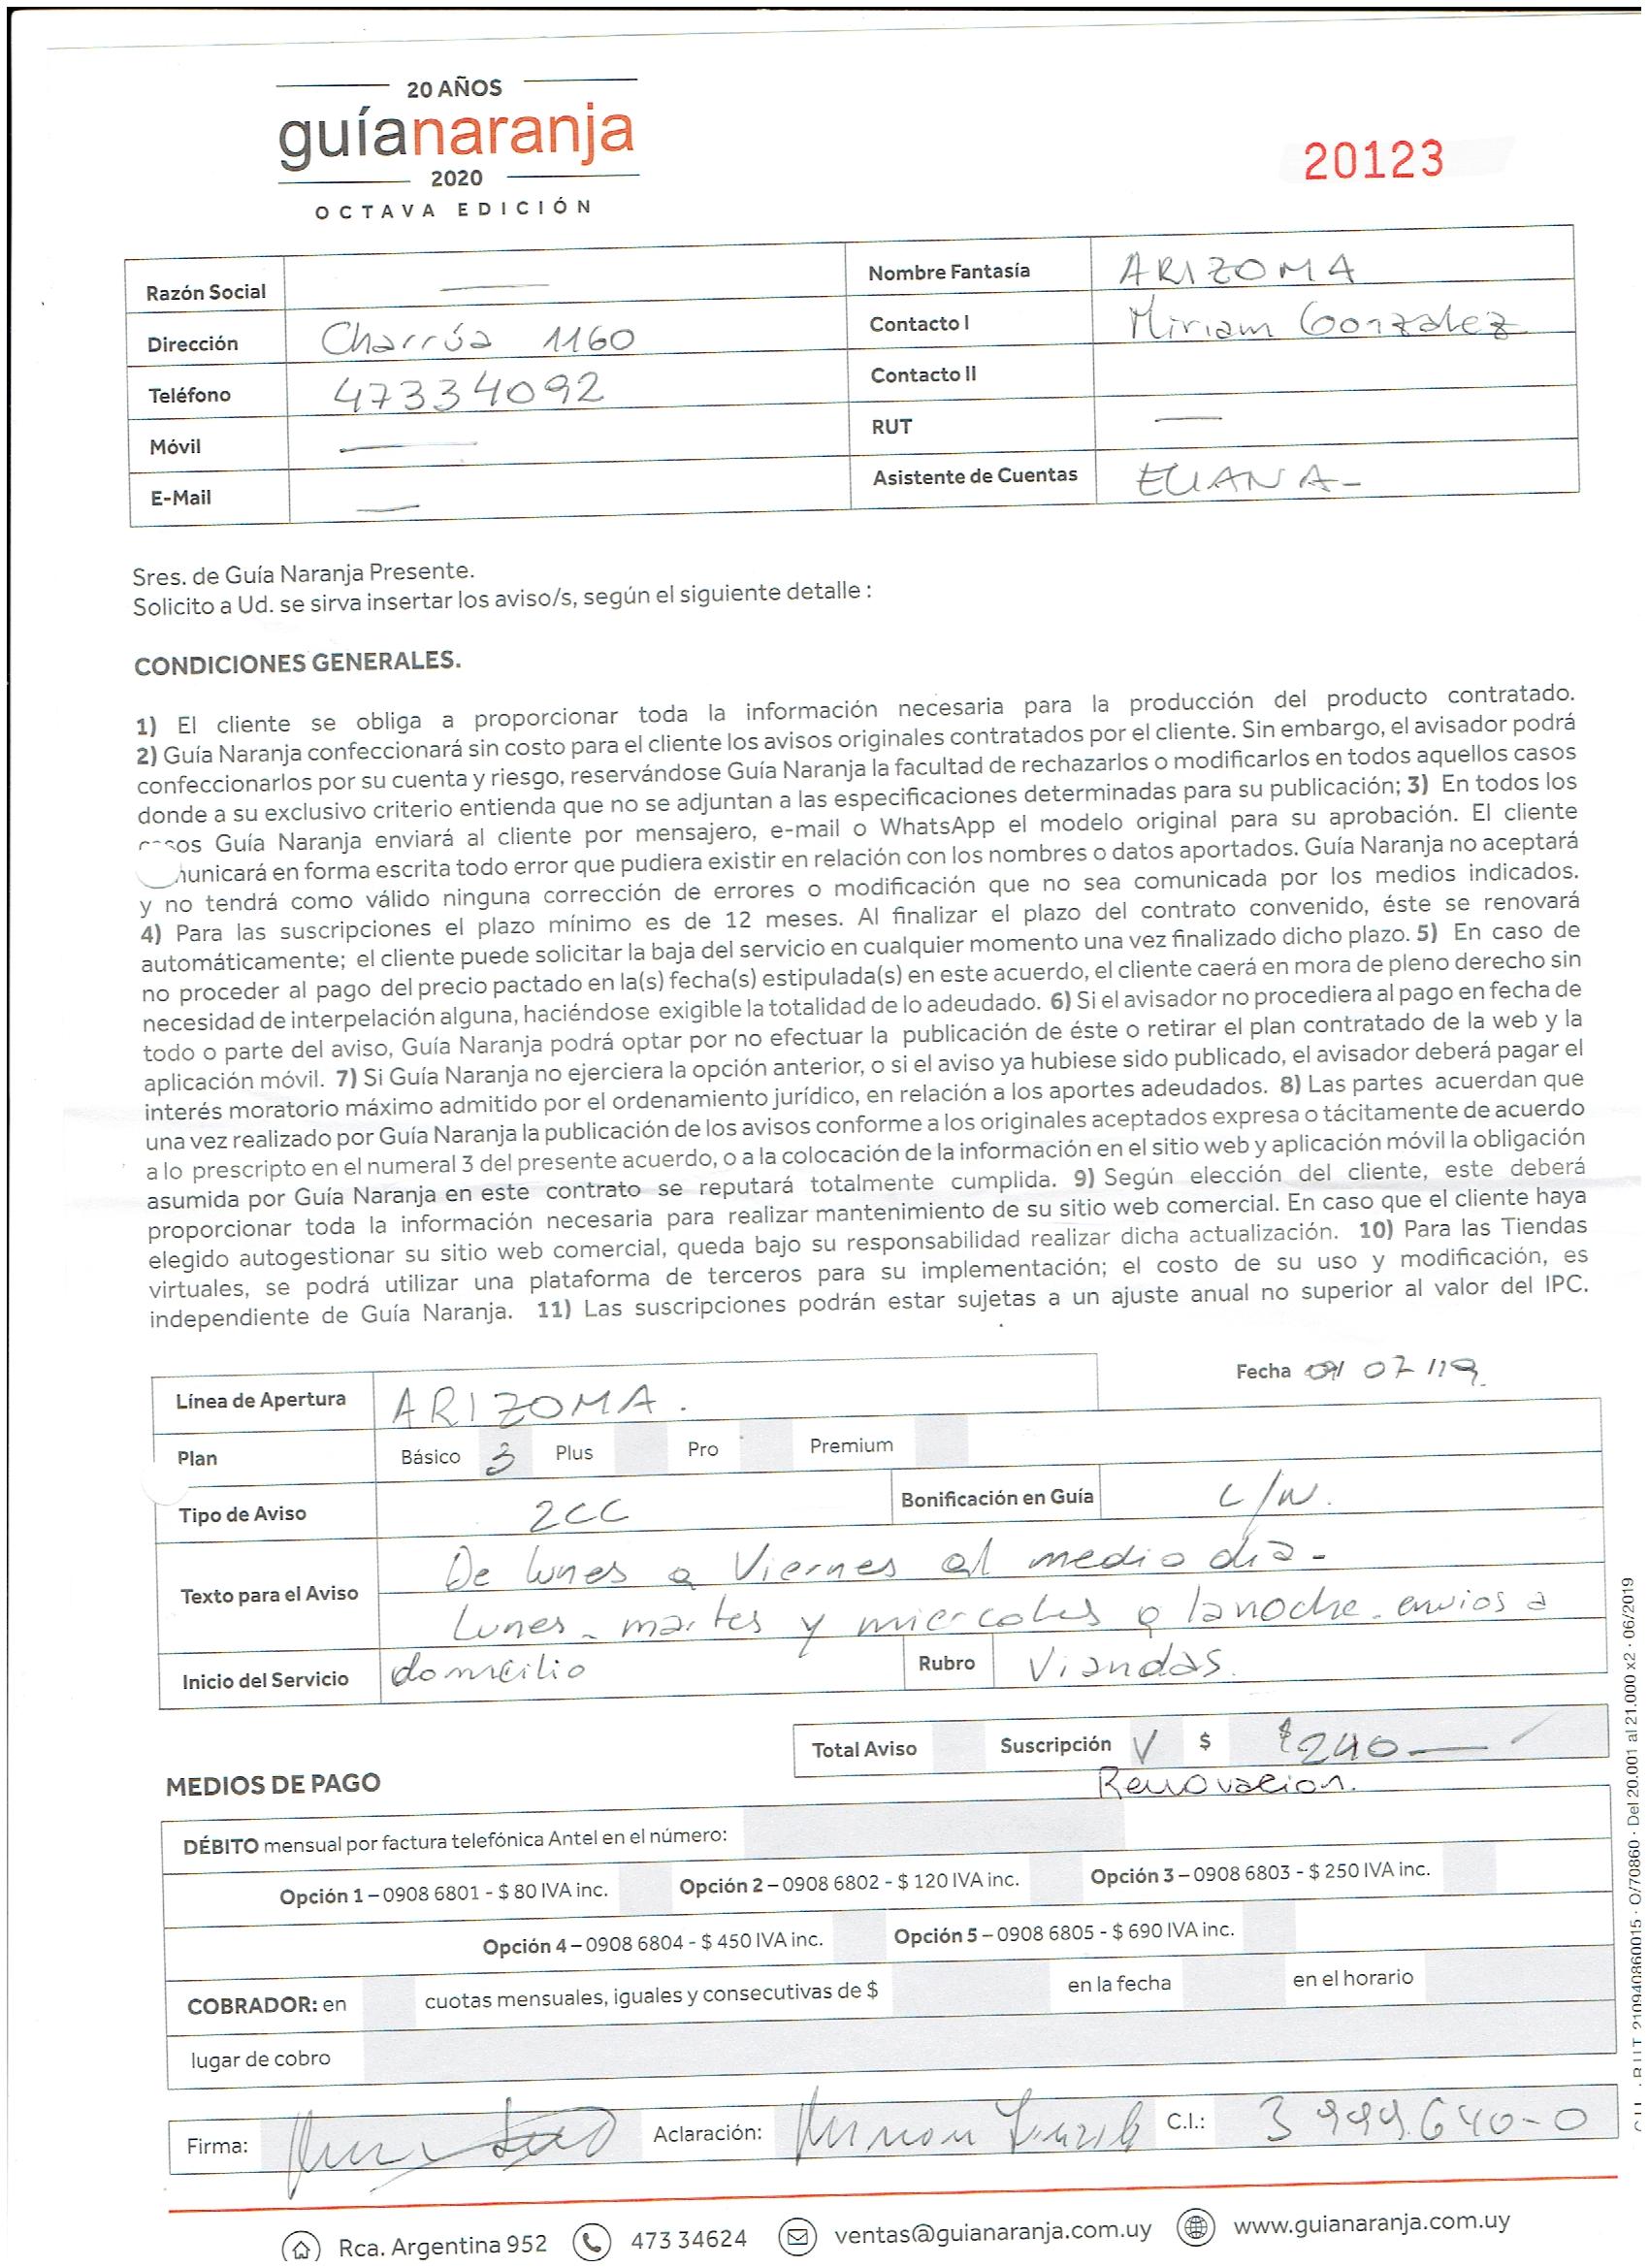 20 AÑOS
guíanaranja
2020
OCTAVA EDICIÓN
20123
Razón Social
Nombre Fantasía ARIZOMA
Dirección Charrúa 1160
Contacto I Miriam Gonzalez
Teléfono 47334092
Contacto II
Móvil
RUT
E-Mail
Asistente de Cuentas ELIANA-
Sres. de Guía Naranja Presente.
Solicito a Ud. se sirva insertar los aviso/s, según el siguiente detalle :
CONDICIONES GENERALES.
1) El cliente se obliga a proporcionar toda la información necesaria para la producción del producto contratado.
2) Guía Naranja confeccionará sin costo para el cliente los avisos originales contratados por el cliente. Sin embargo, el avisador podrá
confeccionarlos por su cuenta y riesgo, reservándose Guía Naranja la facultad de rechazarlos o modificarlos en todos aquellos casos
donde a su exclusivo criterio entienda que no se adjuntan a las especificaciones determinadas para su publicación; 3) En todos los
casos Guía Naranja enviará al cliente por mensajero, e-mail o WhatsApp el modelo original para su aprobación. El cliente
municará en forma escrita todo error que pudiera existir en relación con los nombres o datos aportados. Guía Naranja no aceptará
y no tendrá como válido ninguna corrección de errores o modificación que no sea comunicada por los medios indicados.
4) Para las suscripciones el plazo mínimo es de 12 meses. Al finalizar el plazo del contrato convenido, éste se renovará
automáticamente; el cliente puede solicitar la baja del servicio en cualquier momento una vez finalizado dicho plazo. 5) En caso de
no proceder al pago del precio pactado en la(s) fecha(s) estipulada(s) en este acuerdo, el cliente caerá en mora de pleno derecho sin
necesidad de interpelación alguna, haciéndose exigible la totalidad de lo adeudado. 6) Si el avisador no procediera al pago en fecha de
todo o parte del aviso, Guía Naranja podrá optar por no efectuar la publicación de éste o retirar el plan contratado de la web y la
aplicación móvil. 7) Si Guía Naranja no ejerciera la opción anterior, o si el aviso ya hubiese sido publicado, el avisador deberá pagar el
interés moratorio máximo admitido por el ordenamiento jurídico, en relación a los aportes adeudados. 8) Las partes acuerdan que
una vez realizado por Guía Naranja la publicación de los avisos conforme a los originales aceptados expresa o tácitamente de acuerdo
a lo prescripto en el numeral 3 del presente acuerdo, o a la colocación de la información en el sitio web y aplicación móvil la obligación
asumida por Guía Naranja en este contrato se reputará totalmente cumplida. 9) Según elección del cliente, este deberá
proporcionar toda la información necesaria para realizar mantenimiento de su sitio web comercial. En caso que el cliente haya
elegido autogestionar su sitio web comercial, queda bajo su responsabilidad realizar dicha actualización. 10) Para las Tiendas
virtuales, se podrá utilizar una plataforma de terceros para su implementación; el costo de su uso y modificación, es
independiente de Guía Naranja. 11) Las suscripciones podrán estar sujetas a un ajuste anual no superior al valor del IPC.
Fecha 07 119
Línea de Apertura ARIZOMA.
Plan Básico 3 Plus Pro Premium
Tipo de Aviso 2CC Bonificación en Guía L/N.
Texto para el Aviso De lunes a Viernes al medio dia-
Lunes- martes y miercoles a la noche. envios a
Inicio del Servicio domicilio Rubro Viandas.
Total Aviso Suscripción V $ $240
Renovacion.
MEDIOS DE PAGO
DÉBITO mensual por factura telefónica Antel en el número:
Opción 1 – 0908 6801 - $ 80 IVA inc. Opción 2 – 0908 6802 - $ 120 IVA inc. Opción 3 – 0908 6803 - $ 250 IVA inc.
Opción 4 – 0908 6804 - $ 450 IVA inc. Opción 5 – 0908 6805 - $ 690 IVA inc.
COBRADOR: en cuotas mensuales, iguales y consecutivas de $ en la fecha en el horario
lugar de cobro
Firma: Aclaración: C.I.: 3 999.640-0
Rca. Argentina 952 473 34624 ventas@guianaranja.com.uy www.guianaranja.com.uy
RUT 210940860015 · O/70860 · Del 20.001 al 21.000 x2 · 06/2019